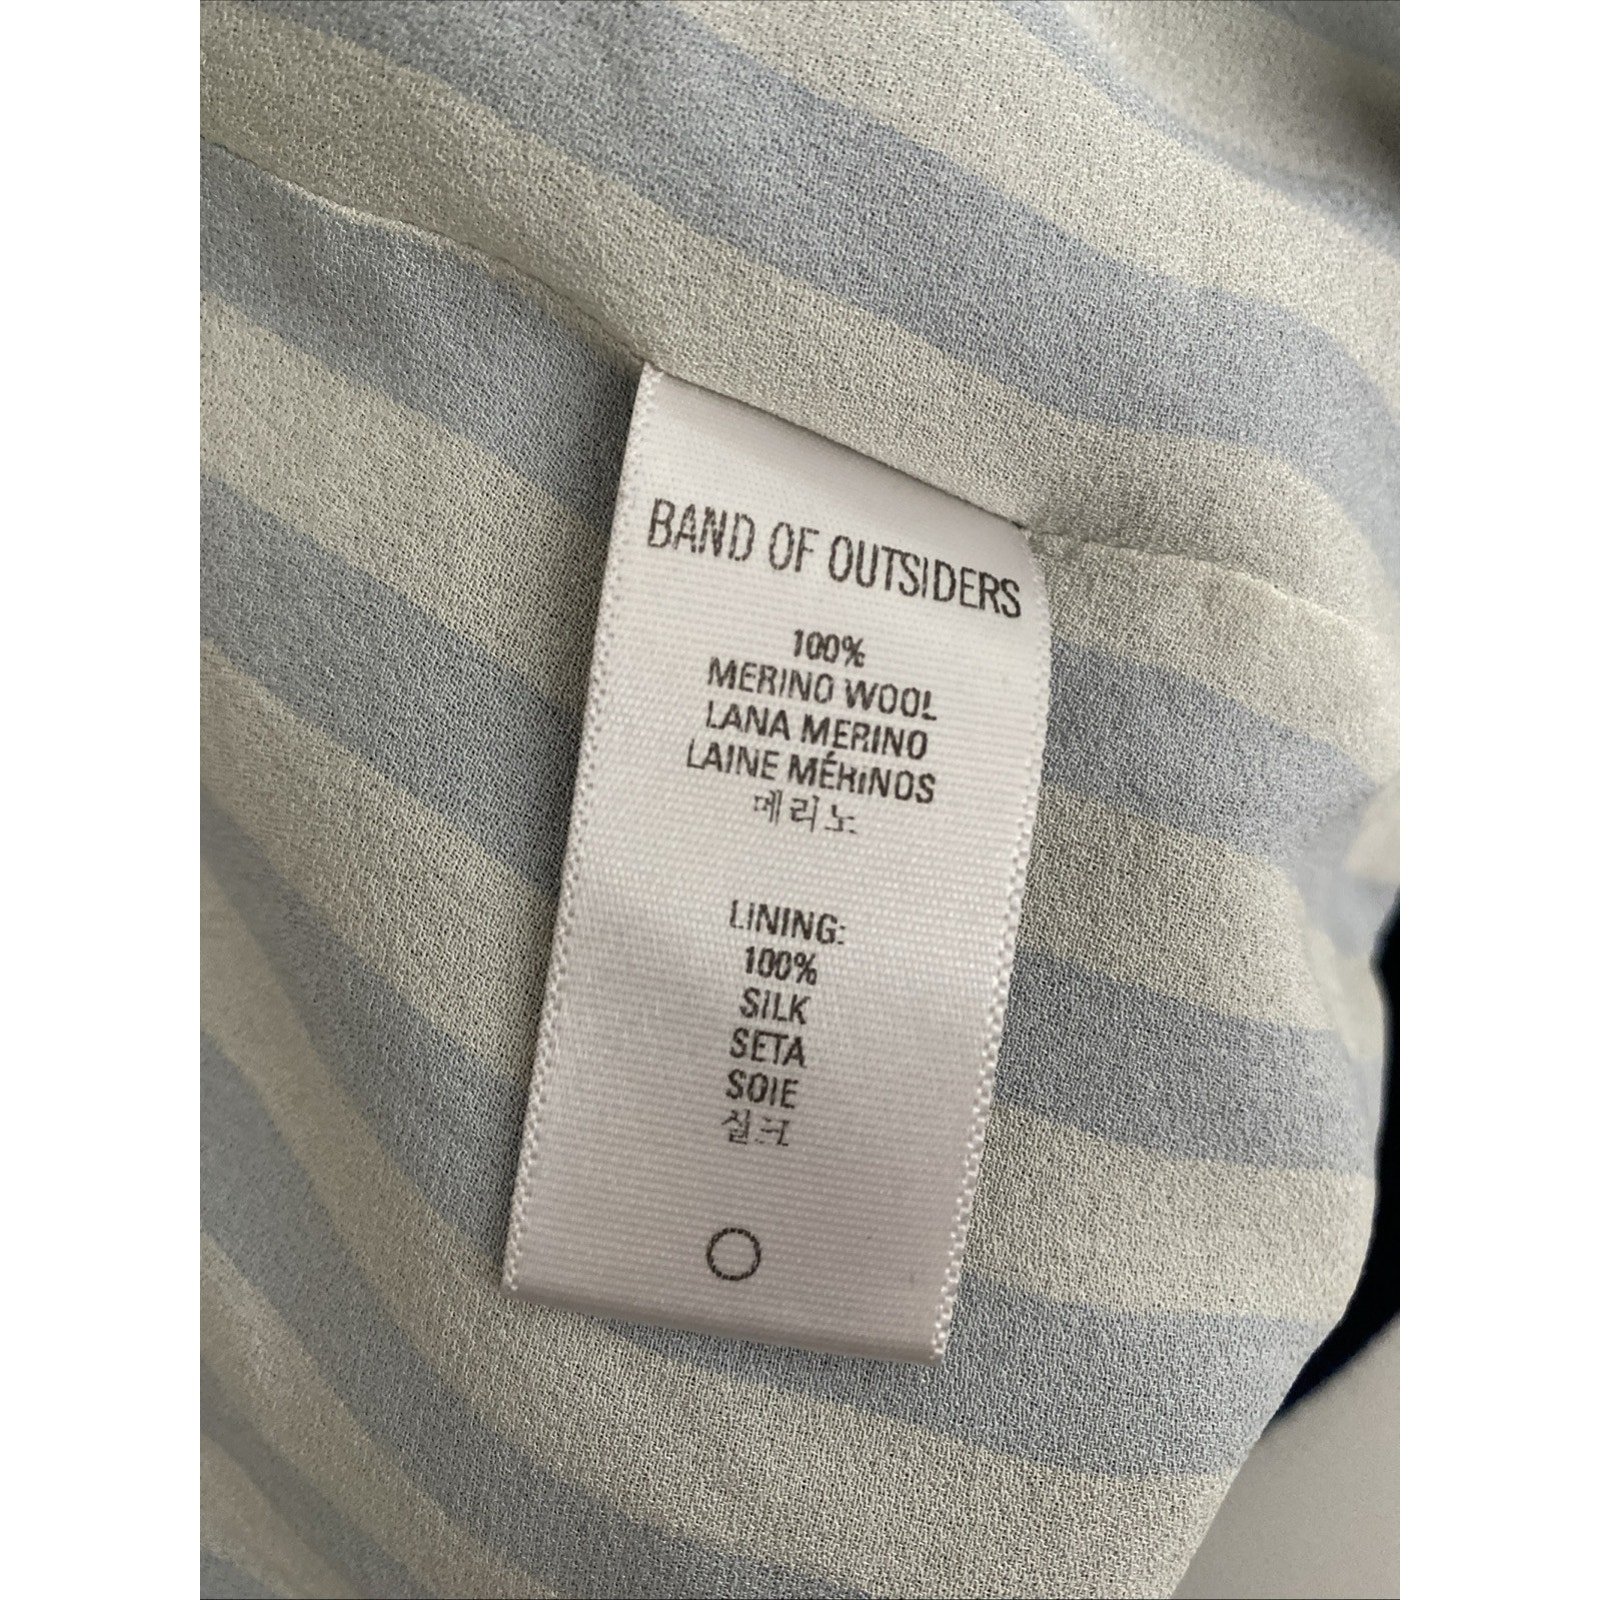 BAND OF OUTSIDERS
100%
MERINO WOOL
LANA MERINO
LAINE MÉRINOS
메리노
LINING:
100%
SILK
SETA
SOIE
실크